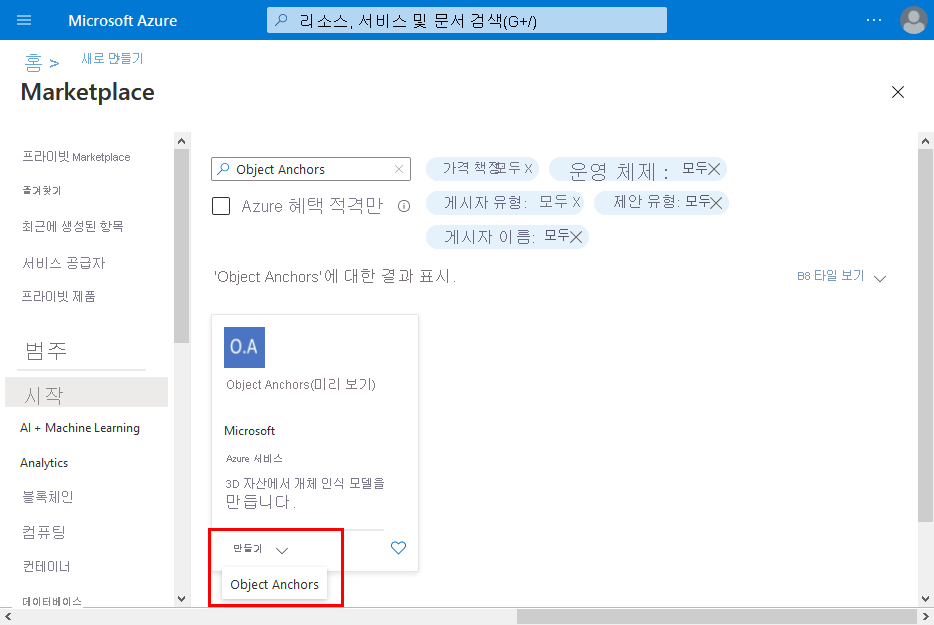 Microsoft Azure
리소스, 서비스 및 문서 검색(G+/)
홈 >
새로 만들기
Marketplace
프라이빗 Marketplace
즐겨찾기
최근에 생성된 항목
서비스 공급자
프라이빗 제품
범주
시작
AI + Machine Learning
Analytics
블록체인
컴퓨팅
컨테이너
데이터베이스
Object Anchors
가격 책정 모두 X
운영 체제 : 모두
Azure 혜택 적격만
게시자 유형: 모두 X
제안 유형: 모두
게시자 이름: 모두
'Object Anchors'에 대한 결과 표시.
B8 타일 보기
O.A
Object Anchors(미리 보기)
Microsoft
Azure 서비스
3D 자산에서 개체 인식 모델을
만듭니다.
만들기
Object Anchors